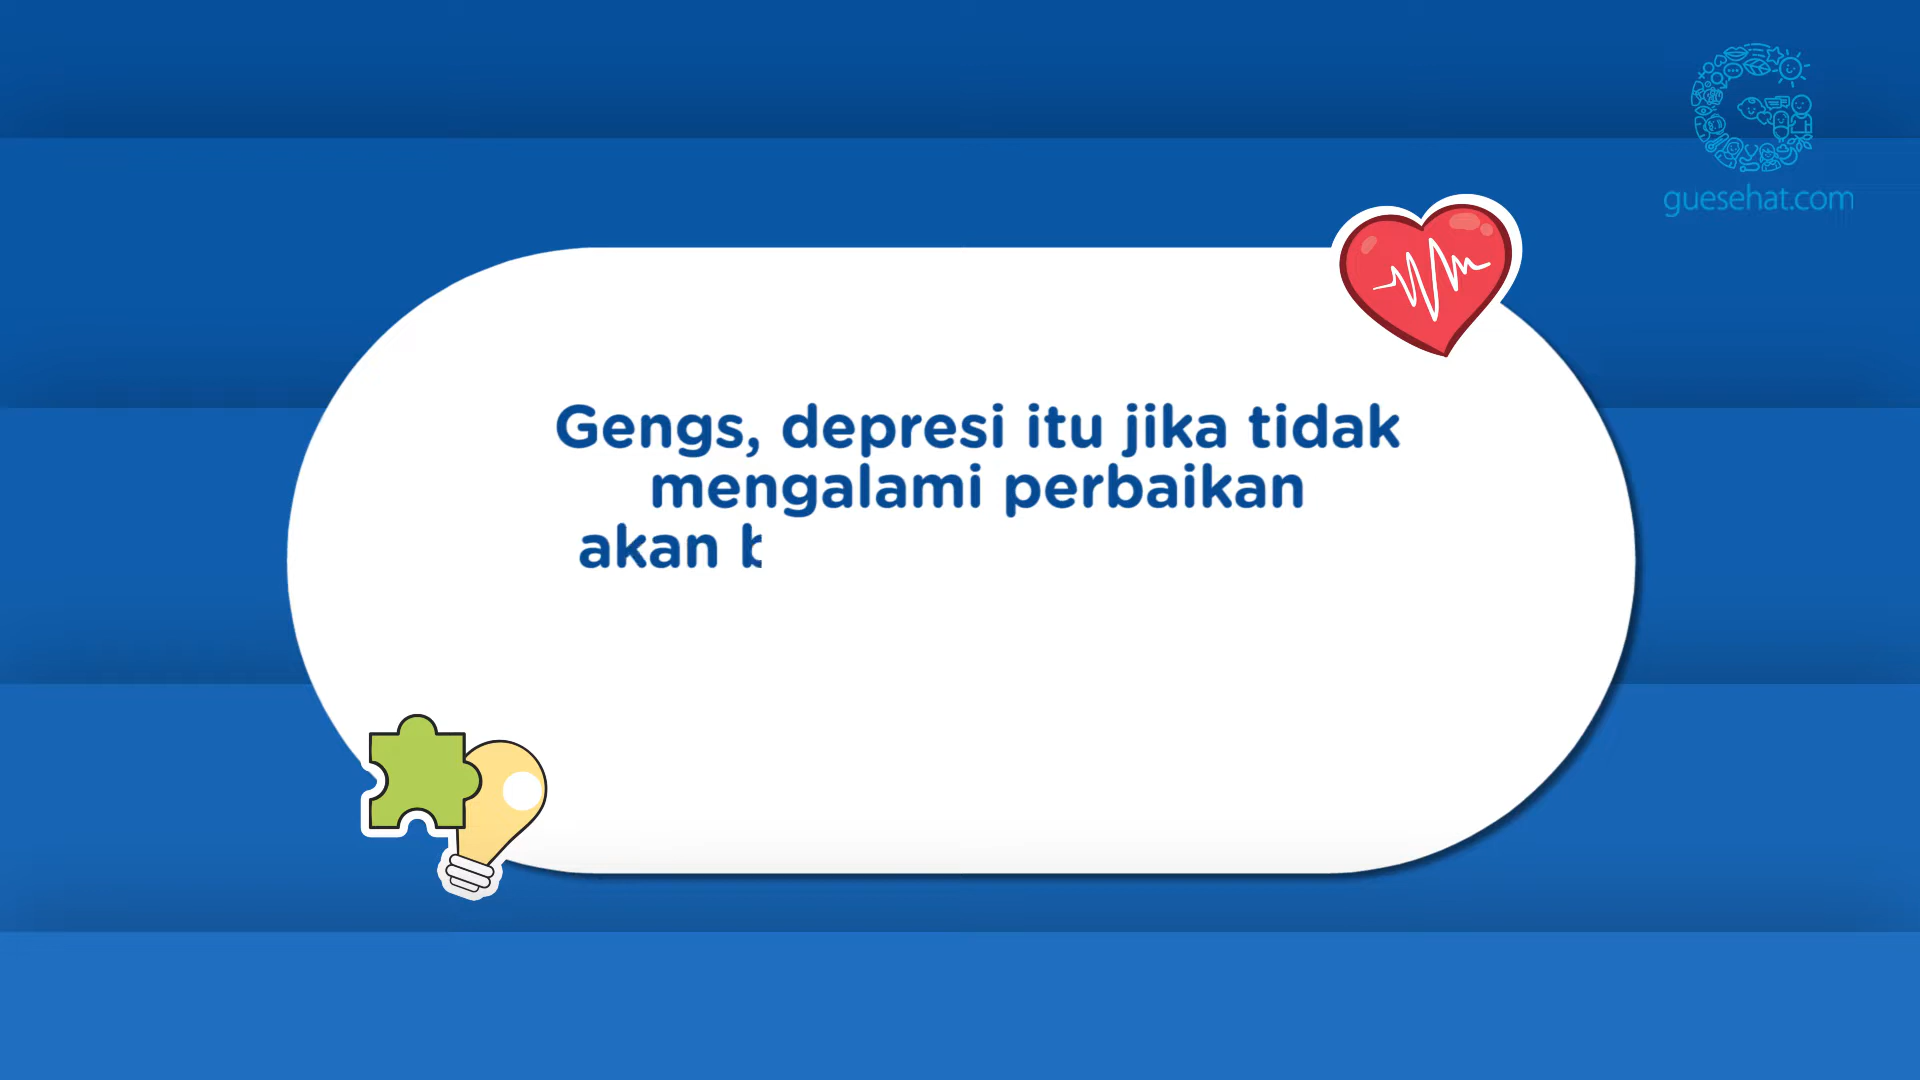 guesehat.com
Gengs, depresi itu jika tidak
mengalami perbaikan
akan